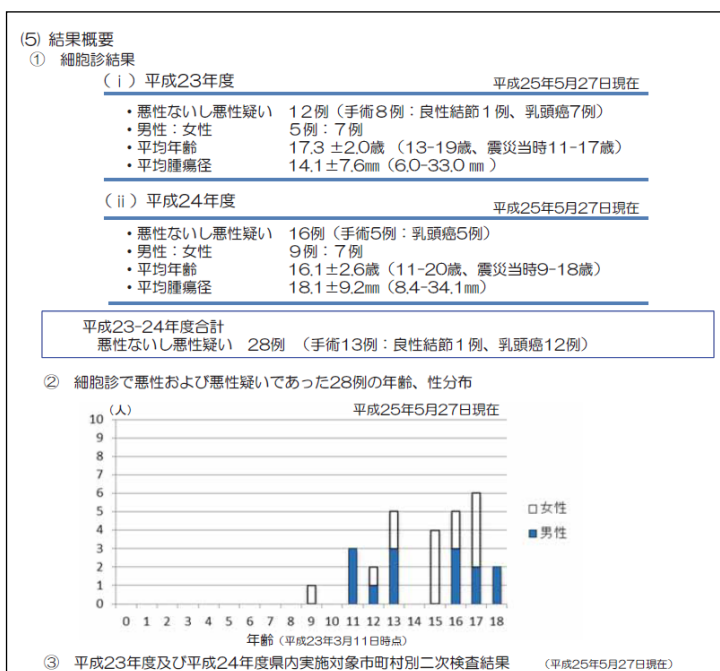 (5) 結果概要
① 細胞診結果
(ⅰ) 平成23年度 平成25年5月27日現在
・悪性ないし悪性疑い 12例(手術8例:良性結節1例、乳頭癌7例)
・男性:女性 5例:7例
・平均年齢 17.3 ±2.0歳 (13-19歳、震災当時11-17歳)
・平均腫瘍径 14.1±7.6㎜ (6.0-33.0 ㎜ )
(ⅱ) 平成24年度 平成25年5月27日現在
・悪性ないし悪性疑い 16例(手術5例:乳頭癌5例)
・男性:女性 9例:7例
・平均年齢 16.1±2.6歳 (11-20歳、震災当時9-18歳)
・平均腫瘍径 18.1±9.2㎜ (8.4-34.1㎜)
平成23-24年度合計
悪性ないし悪性疑い 28例 (手術13例:良性結節1例、乳頭癌12例)
② 細胞診で悪性および悪性疑いであった28例の年齢、性分布
(人) 平成25年5月27日現在
10
9
8
7
6
5
4
3
2
1
0
女性
男性
0 1 2 3 4 5 6 7 8 9 10 11 12 13 14 15 16 17 18
年齢 (平成23年3月11日時点)
③ 平成23年度及び平成24年度県内実施対象市町村別二次検査結果 (平成25年5月27日現在)